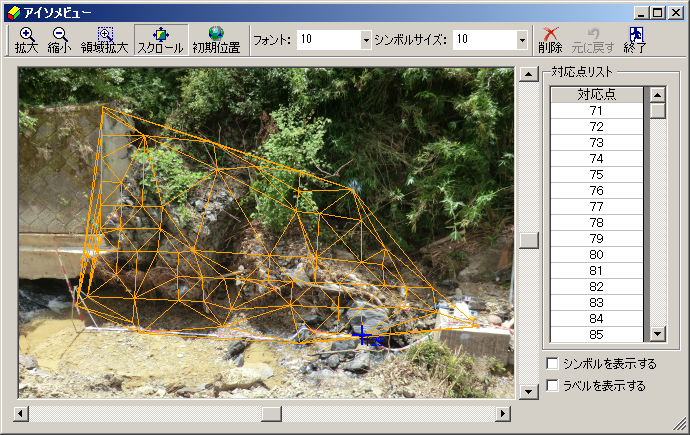 アイソメビュー
拡大 縮小 領域拡大 スクロール 初期位置 フォント: 10 シンボルサイズ: 10 削除 元に戻す 終了
対応点リスト
対応点
71
72
73
74
75
76
77
78
79
80
81
82
83
84
85
シンボルを表示する
ラベルを表示する